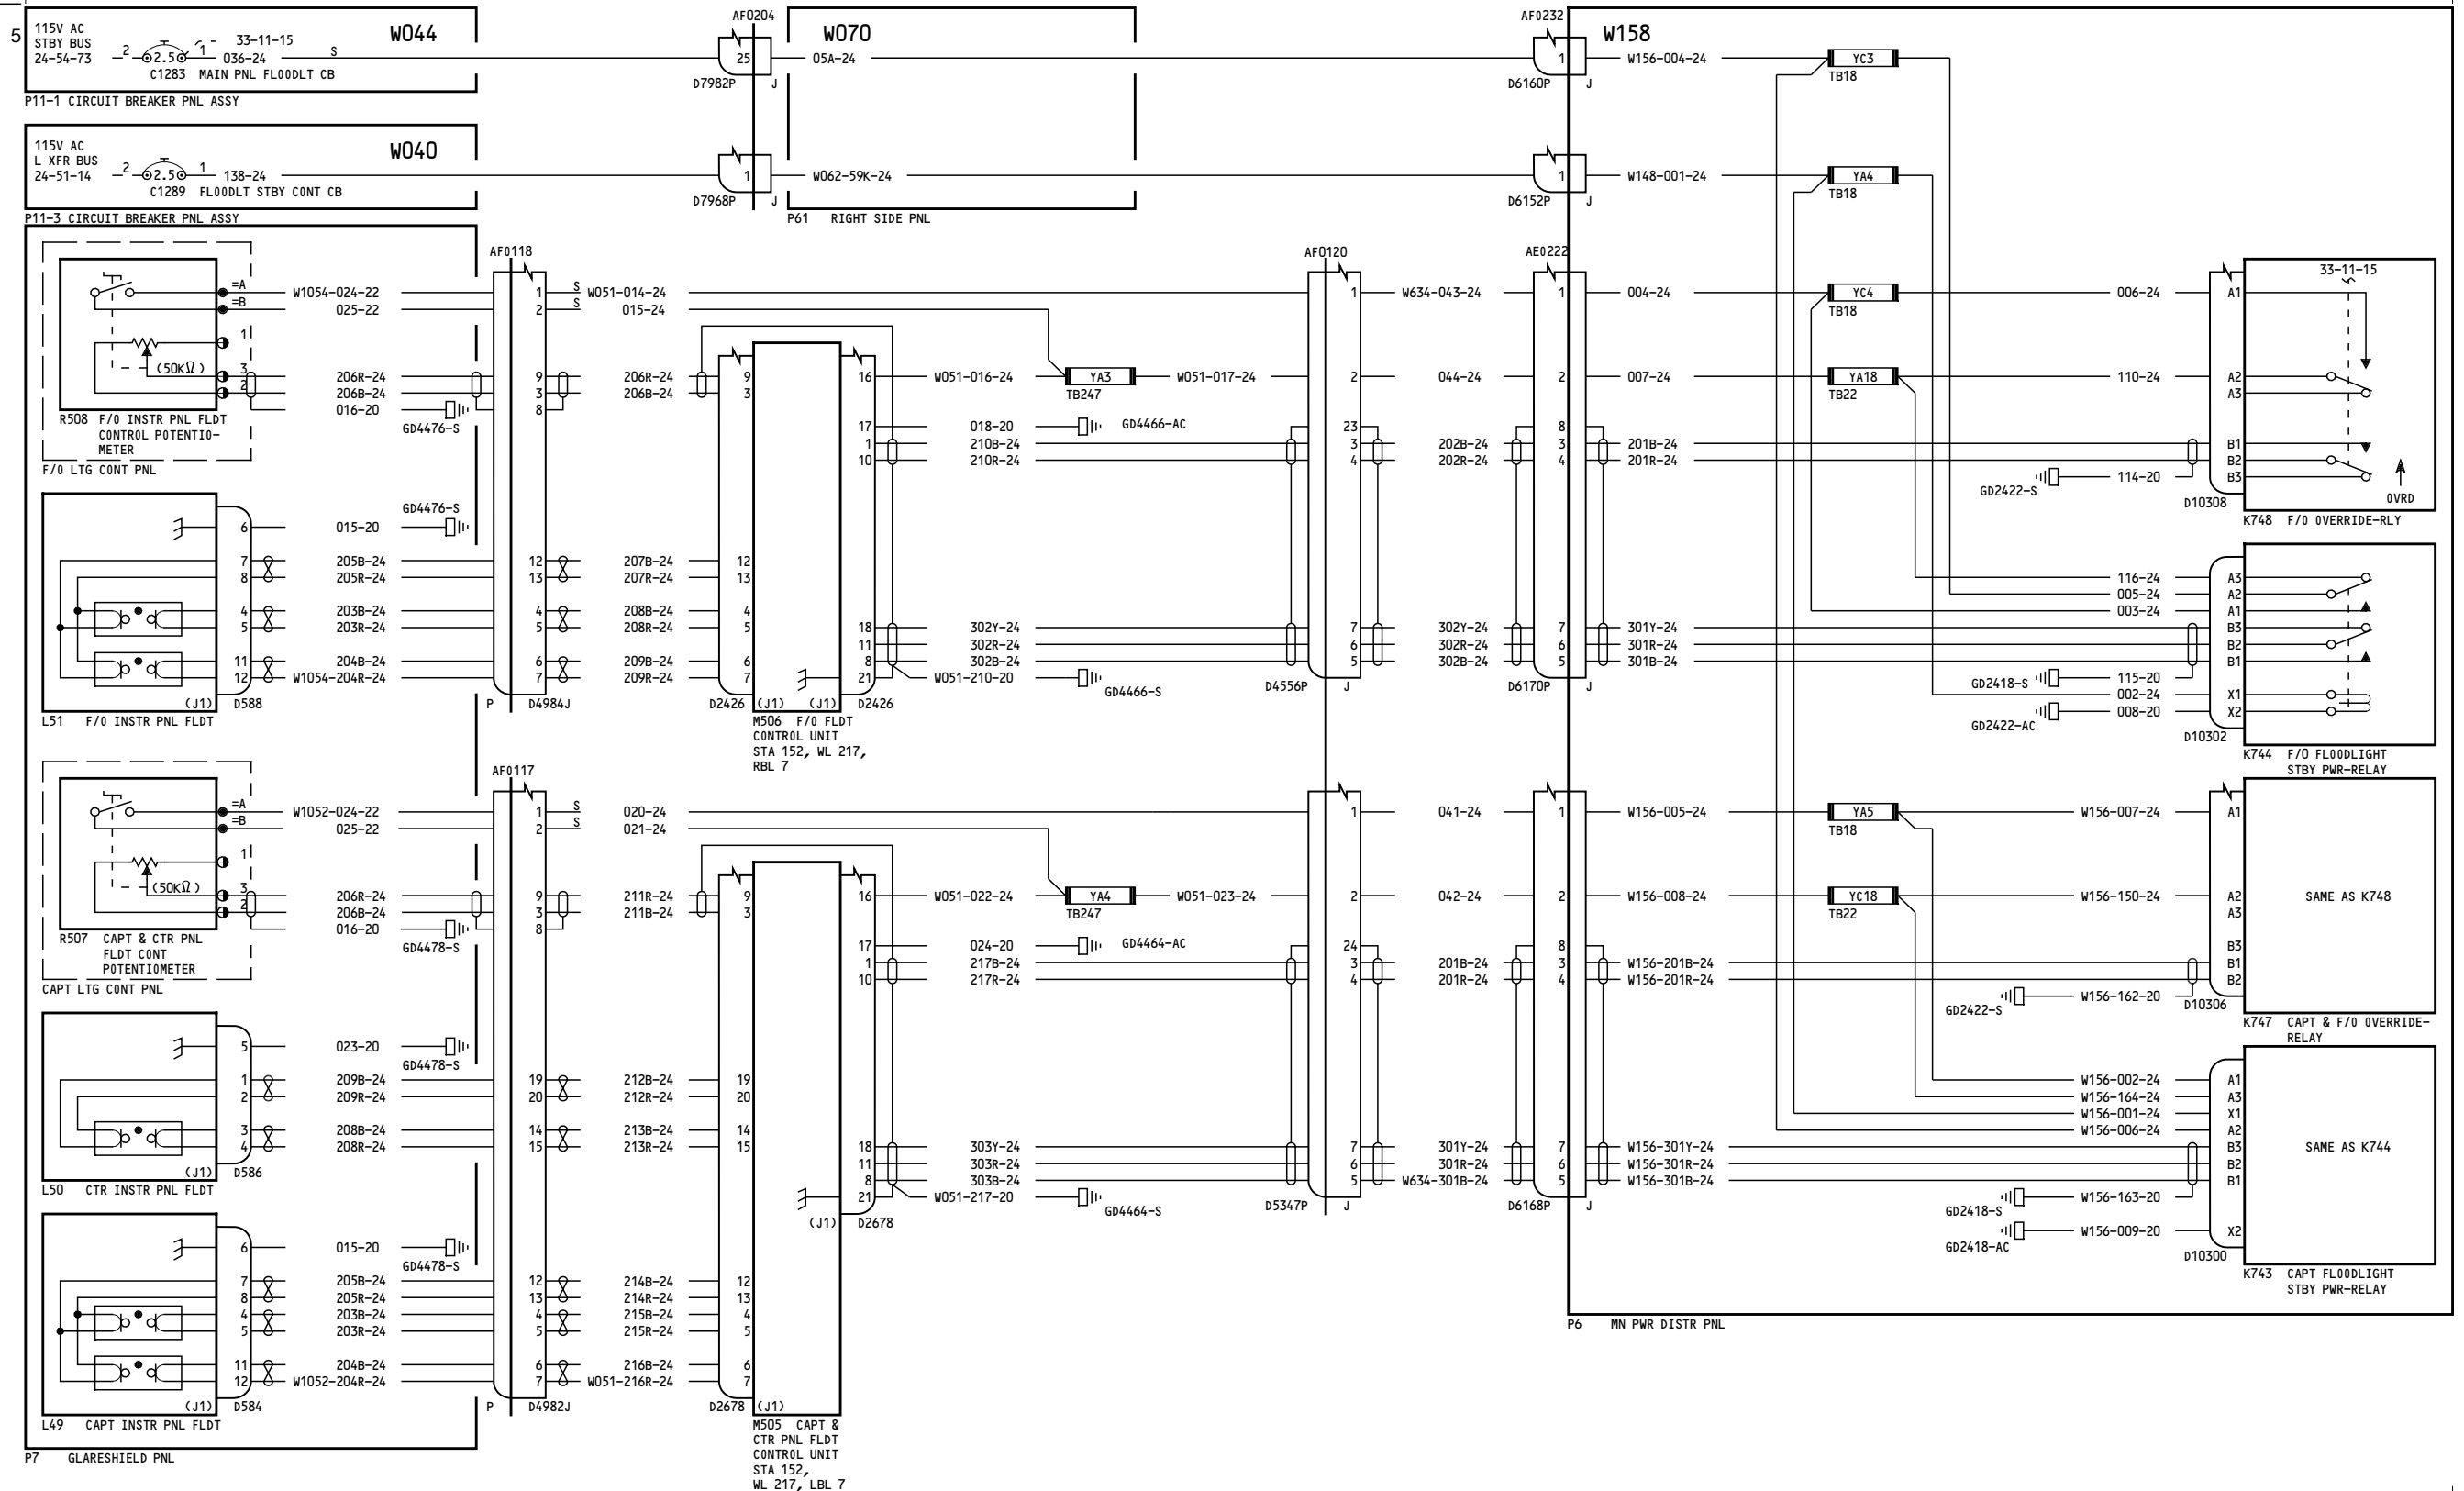 5
115V AC
STBY BUS
24-54-73
2
2.5
1
33-11-15
036-24
S
C1283 MAIN PNL FLOODLT CB
W044
P11-1 CIRCUIT BREAKER PNL ASSY
AF0204
25
D7982P
J
W070
05A-24
AF0232
1
D6160P
J
W158
W156-004-24
YC3
TB18
115V AC
L XFR BUS
24-51-14
2
2.5
1
138-24
C1289 FLOODLT STBY CONT CB
W040
P11-3 CIRCUIT BREAKER PNL ASSY
1
D7968P
J
W062-59K-24
P61 RIGHT SIDE PNL
1
D6152P
J
W148-001-24
YA4
TB18
=A
=B
1
3
2
(50KΩ)
R508 F/O INSTR PNL FLDT
CONTROL POTENTIO-
METER
F/O LTG CONT PNL
W1054-024-22
025-22
206R-24
206B-24
016-20
GD4476-S
AF0118
1
2
9
3
8
S W051-014-24
S 015-24
206R-24
206B-24
9
3
16
17
1
10
W051-016-24
018-20
210B-24
210R-24
YA3
TB247
GD4466-AC
W051-017-24
AF0120
1
2
23
3
4
W634-043-24
044-24
202B-24
202R-24
AE0222
1
2
8
3
4
004-24
007-24
201B-24
201R-24
YC4
TB18
YA18
TB22
006-24
110-24
GD2422-S
114-20
A1
A2
A3
B1
B2
B3
D10308
33-11-15
OVRD
K748 F/O OVERRIDE-RLY
6
7
8
4
5
11
12
(J1) D588
L51 F/O INSTR PNL FLDT
GD4476-S
015-20
205B-24
205R-24
203B-24
203R-24
204B-24
W1054-204R-24
12
13
4
5
6
7
P D4984J
207B-24
207R-24
208B-24
208R-24
209B-24
209R-24
12
13
4
5
6
7
D2426 (J1)
(J1) D2426
M506 F/O FLDT
CONTROL UNIT
STA 152, WL 217,
RBL 7
18
11
8
21
302Y-24
302R-24
302B-24
W051-210-20
GD4466-S
7
6
5
D4556P J
302Y-24
302R-24
302B-24
7
6
5
D6170P J
301Y-24
301R-24
301B-24
116-24
005-24
003-24
GD2418-S
115-20
002-24
GD2422-AC
008-20
A3
A2
A1
B3
B2
B1
X1
X2
D10302
K744 F/O FLOODLIGHT
STBY PWR-RELAY
=A
=B
1
3
2
(50KΩ)
R507 CAPT & CTR PNL
FLDT CONT
POTENTIOMETER
CAPT LTG CONT PNL
W1052-024-22
025-22
206R-24
206B-24
016-20
GD4478-S
AF0117
1
2
9
3
8
S 020-24
S 021-24
211R-24
211B-24
9
3
16
17
1
10
W051-022-24
024-20
217B-24
217R-24
YA4
TB247
GD4464-AC
W051-023-24
1
2
24
3
4
041-24
042-24
201B-24
201R-24
1
2
8
3
4
W156-005-24
W156-008-24
W156-201B-24
W156-201R-24
YA5
TB18
YC18
TB22
W156-007-24
W156-150-24
GD2422-S
W156-162-20
A1
A2
A3
B3
B1
B2
D10306
SAME AS K748
K747 CAPT & F/O OVERRIDE-
RELAY
5
1
2
3
4
(J1) D586
L50 CTR INSTR PNL FLDT
023-20
GD4478-S
209B-24
209R-24
208B-24
208R-24
19
20
14
15
212B-24
212R-24
213B-24
213R-24
19
20
14
15
18
11
8
21
(J1) D2678
303Y-24
303R-24
303B-24
W051-217-20
GD4464-S
7
6
5
D5347P J
301Y-24
301R-24
W634-301B-24
7
6
5
D6168P J
W156-301Y-24
W156-301R-24
W156-301B-24
W156-002-24
W156-164-24
W156-001-24
W156-006-24
GD2418-S
W156-163-20
GD2418-AC
W156-009-20
A1
A3
X1
A2
B3
B2
B1
X2
D10300
SAME AS K744
K743 CAPT FLOODLIGHT
STBY PWR-RELAY
6
7
8
4
5
11
12
(J1) D584
L49 CAPT INSTR PNL FLDT
015-20
GD4478-S
205B-24
205R-24
203B-24
203R-24
204B-24
W1052-204R-24
12
13
4
5
6
7
P D4982J
214B-24
214R-24
215B-24
215R-24
216B-24
W051-216R-24
12
13
4
5
6
7
D2678 (J1)
M505 CAPT &
CTR PNL FLDT
CONTROL UNIT
STA 152,
WL 217, LBL 7
P6 MN PWR DISTR PNL
P7 GLARESHIELD PNL